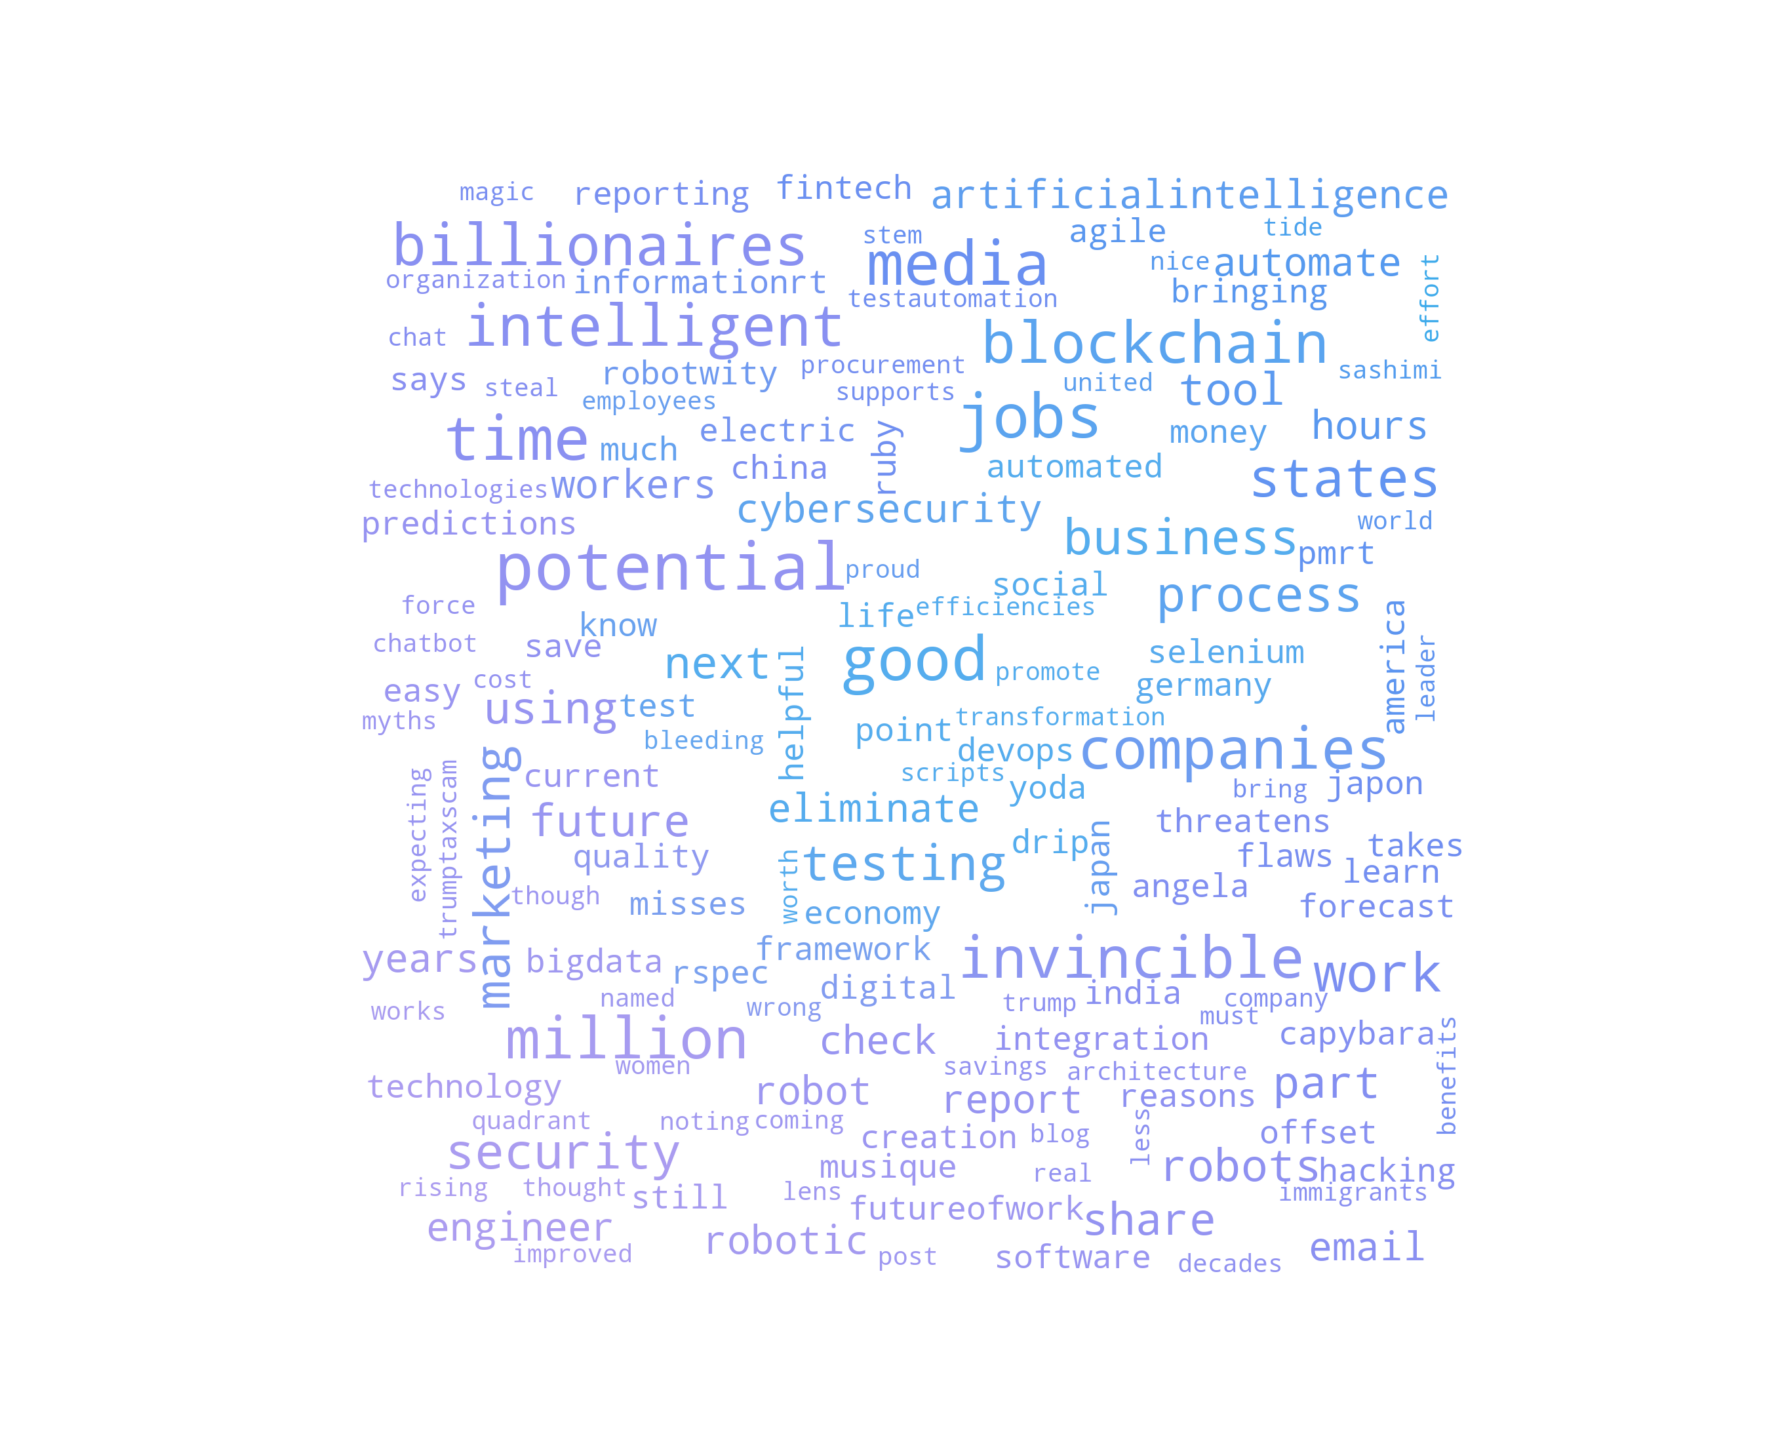 magic reporting fintech artificialintelligence
billionaires stem agile tide
media nice automate effort
organization informationrt testautomation bringing
chat intelligent blockchain
says steal robotwity procurement united tool sashimi
employees supports jobs
time much electric ruby money hours
technologies workers china automated states
predictions cybersecurity business world
potential proud pmrt
force social process
chatbot know life efficiencies america
save next helpful good promote selenium leader
easy cost germany
myths using test point transformation
bleeding devops companies
marketing current scripts yoda bring japon
expecting trumptaxscam future eliminate threatens
quality worth testing drip japan flaws takes
though misses angela learn
economy forecast
years bigdata rspec framework invincible work
works named wrong digital trump india company
million check integration must capybara
women savings architecture benefits
technology robot report reasons part
quadrant noting coming creation blog less offset
security musique real robots hacking
rising thought still lens futureofwork share immigrants
engineer improved robotic post software decades email